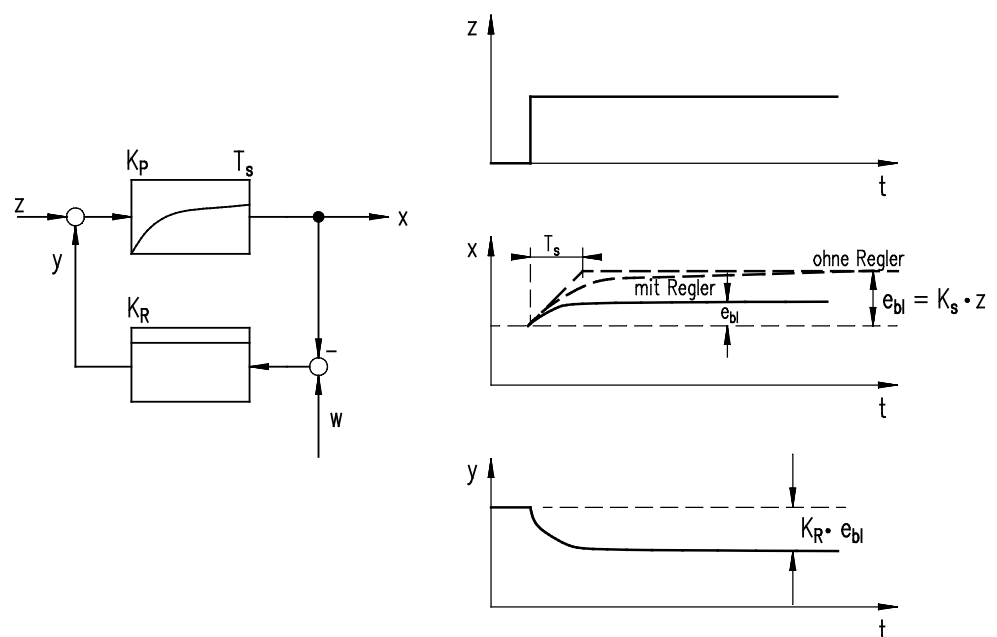 K_P T_s
z
x
y
K_R
–
w
z
t
x
T_s
ohne Regler
mit Regler
e_bl
e_bl = K_s • z
t
y
K_R • e_bl
t